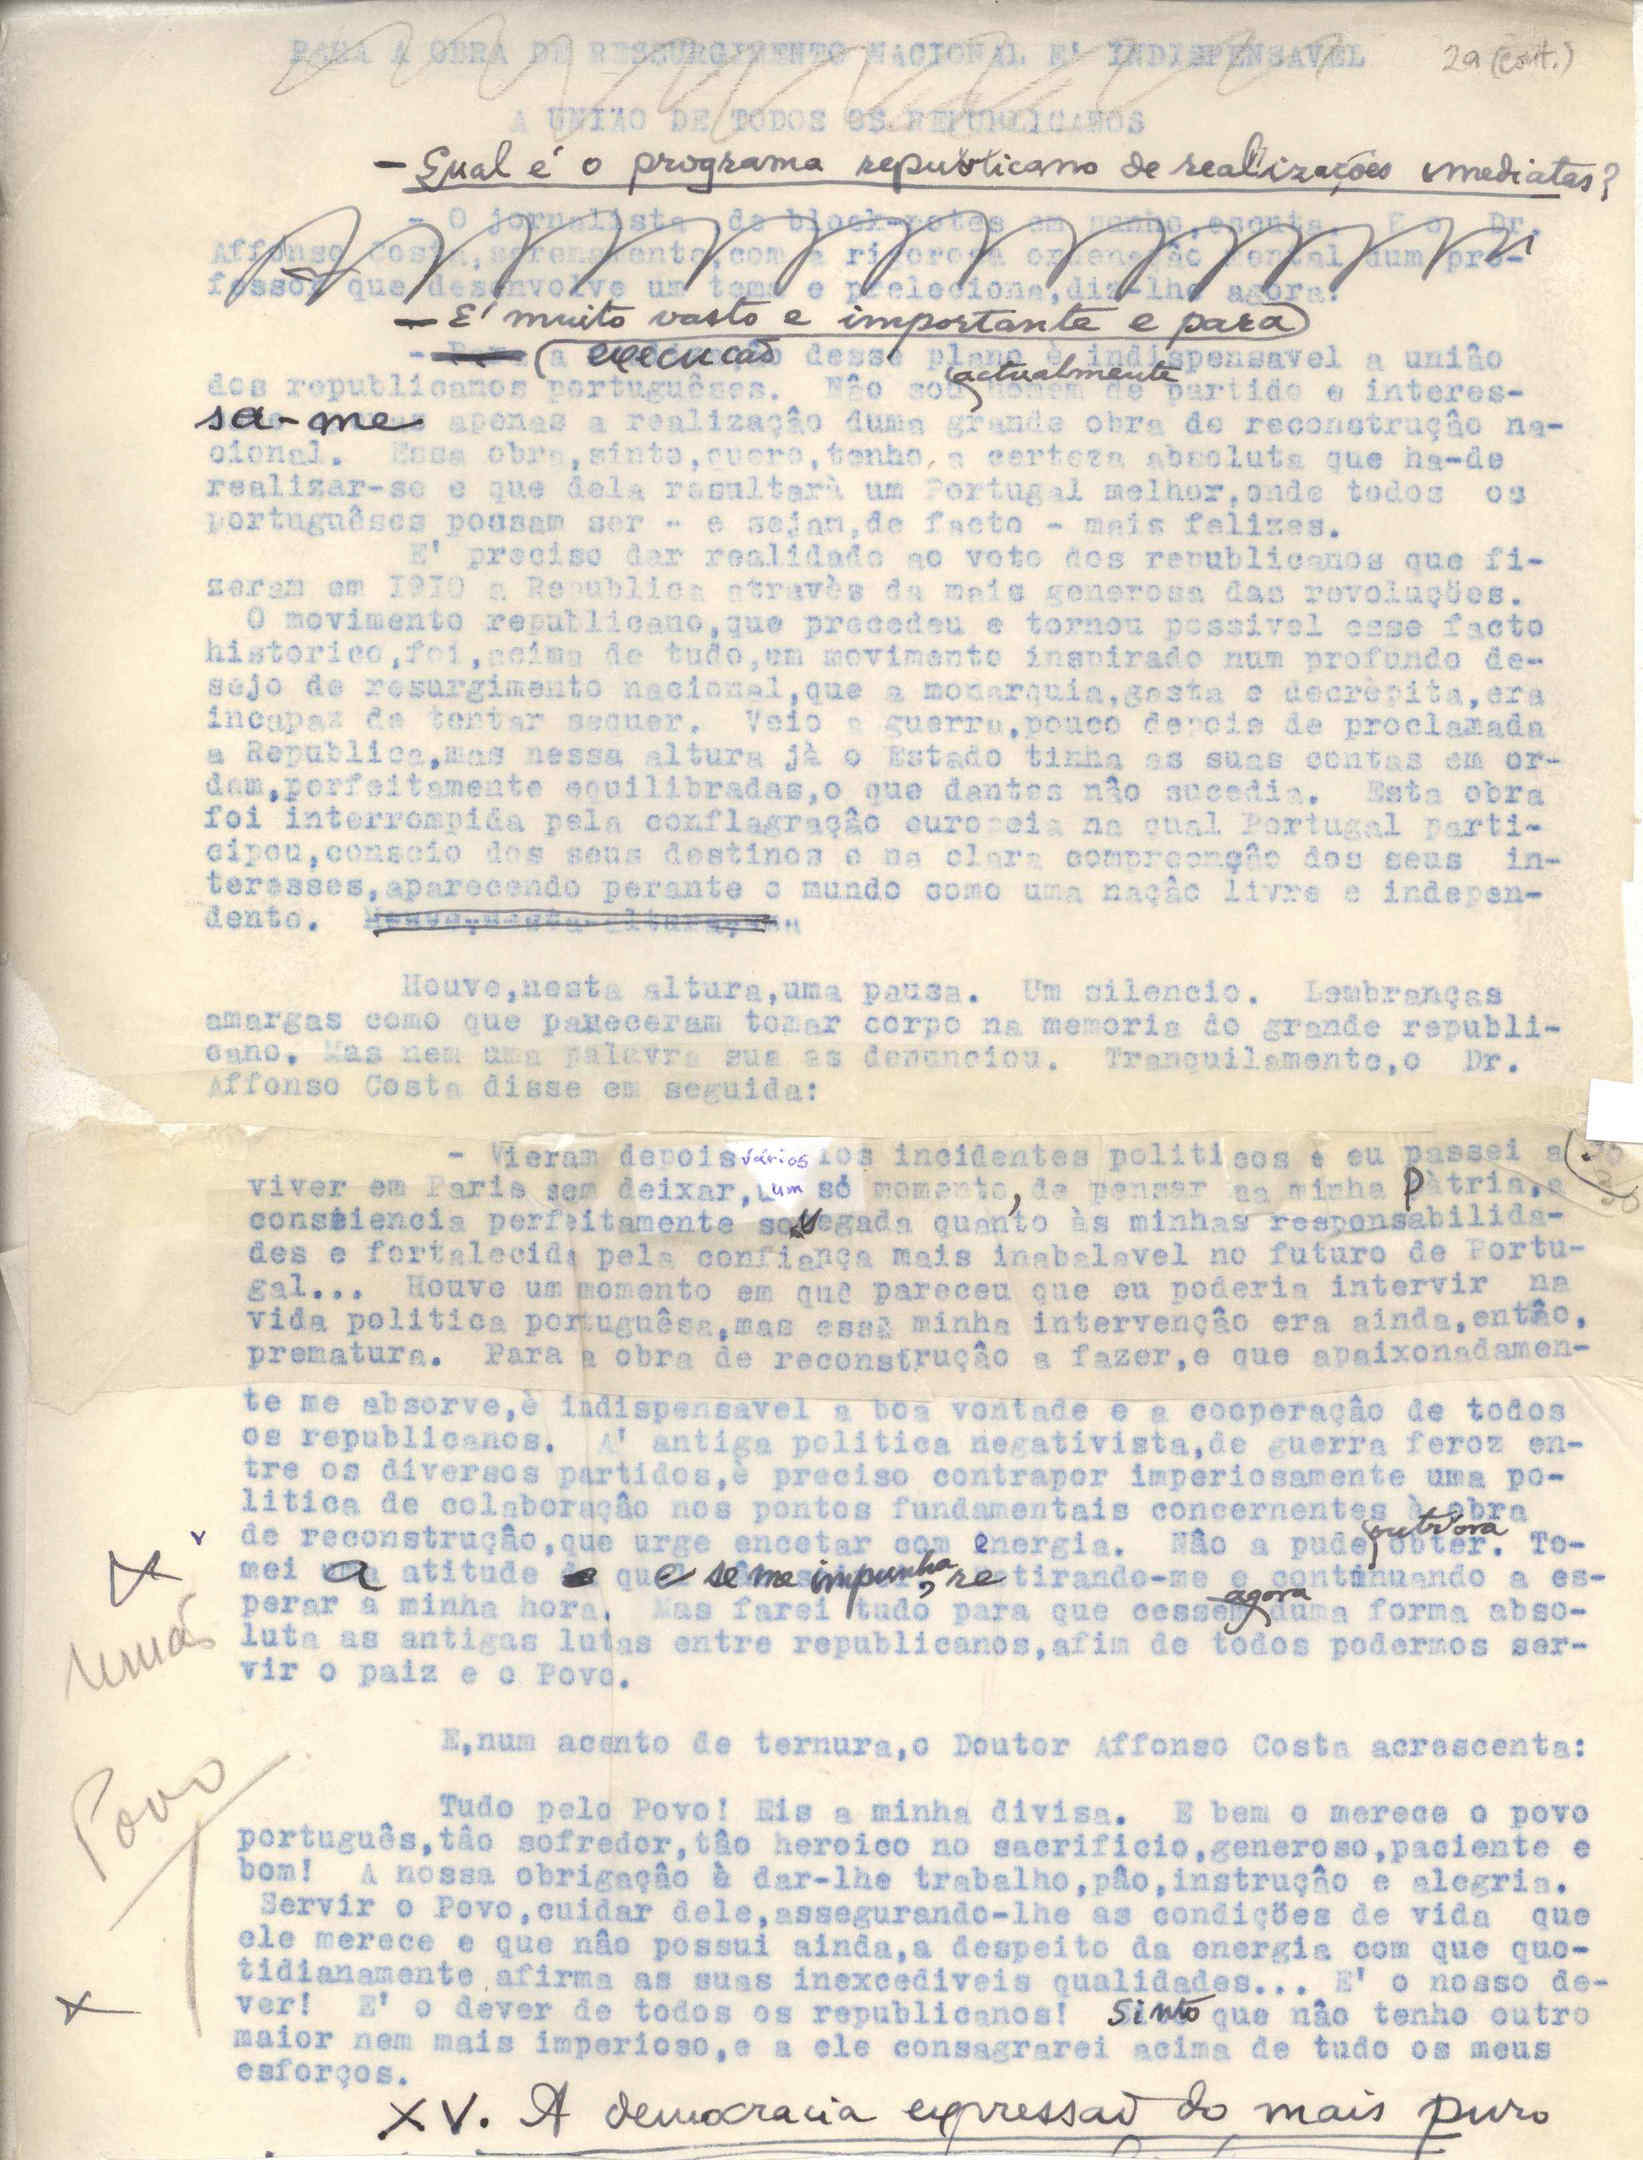 PARA A OBRA DE RESSURGIMENTO NACIONAL E' INDISPENSAVEL
29 (cont.)
A UNIÃO DE TODOS OS REPUBLICANOS
- Qual é o programa republicano de realizações imediatas?
- O jornalista, de block-notes em punho, escuta. E o Dr.
Affonso Costa, serenamente, com a rigorosa ordenação mental dum pro-
fessor que desenvolve um tema e preleciona, diz-lhe agora:
- E' muito vasto e importante e para
- Para a execução desse plano è indispensavel a união
dos republicanos portuguêses. Não sou actualmente homem de partido e interes-
sa-me apenas a realização duma grande obra de reconstrução na-
cional. Essa obra, sinto, quero, tenho a certeza absoluta que ha-de
realizar-se e que dela resultarà um Portugal melhor, onde todos os
portuguêses possam ser - e sejam, de facto - mais felizes.
E' preciso dar realidade ao voto dos republicanos que fi-
zeram em 1910 a Republica atravès da mais generosa das revoluções.
O movimento republicano, que precedeu e tornou possivel esse facto
historico, foi, acima de tudo, um movimento inspirado num profundo de-
sejo de resurgimento nacional, que a monarquia, gasta e decrèpita, era
incapaz de tentar sequer. Veio a guerra, pouco depois de proclamada
a Republica, mas nessa altura jà o Estado tinha as suas contas em or-
dem, perfeitamente equilibradas, o que dantes não sucedia. Esta obra
foi interrompida pela conflagração europeia na qual Portugal parti-
cipou, conscio dos seus destinos e na clara compreenção dos seus in-
teresses, aparecendo perante o mundo como uma nação livre e indepen-
dente. Houve, nesta altura,
Houve, nesta altura, uma pausa. Um silencio. Lembranças
amargas como que pareceram tomar corpo na memoria do grande republi-
cano. Mas nem uma palavra sua as denunciou. Tranquilamente, o Dr.
Affonso Costa disse em seguida:
- Vieram depois vários incidentes politicos e eu passei a
viver em Paris sem deixar, um só momento, de pensar na minha Pàtria, a
consciencia perfeitamente sossegada quanto às minhas responsabilida-
des e fortalecida pela confiança mais inabalavel no futuro de Portu-
gal... Houve um momento em que pareceu que eu poderia intervir na
vida politica portuguêsa, mas essa minha intervenção era ainda, então,
prematura. Para a obra de reconstrução a fazer, e que apaixonadamen-
te me absorve, è indispensavel a boa vontade e a cooperação de todos
os republicanos. A' antiga politica negativista, de guerra feroz en-
tre os diversos partidos, è preciso contrapor imperiosamente uma po-
litica de colaboração nos pontos fundamentais concernentes à obra
de reconstrução, que urge encetar com energia. Não a pude outr'ora obter. To-
mei a atitude que se me impunha, retirando-me e continuando a es-
perar a minha hora. Mas farei tudo para que cessem agora duma forma abso-
luta as antigas lutas entre republicanos, afim de todos podermos ser-
vir o paiz e o Povo.
União
E, num acento de ternura, o Doutor Affonso Costa acrescenta:
Povo
Tudo pelo Povo! Eis a minha divisa. E bem o merece o povo
português, tão sofredor, tão heroico no sacrificio, generoso, paciente e
bom! A nossa obrigação è dar-lhe trabalho, pão, instrução e alegria.
Servir o Povo, cuidar dele, assegurando-lhe as condições de vida que
ele merece e que não possui ainda, a despeito da energia com que quo-
tidianamente afirma as suas inexcediveis qualidades... E' o nosso de-
ver! E' o dever de todos os republicanos! Sinto que não tenho outro
maior nem mais imperioso, e a ele consagrarei acima de tudo os meus
esforços.
XV. A democracia expressão do mais puro